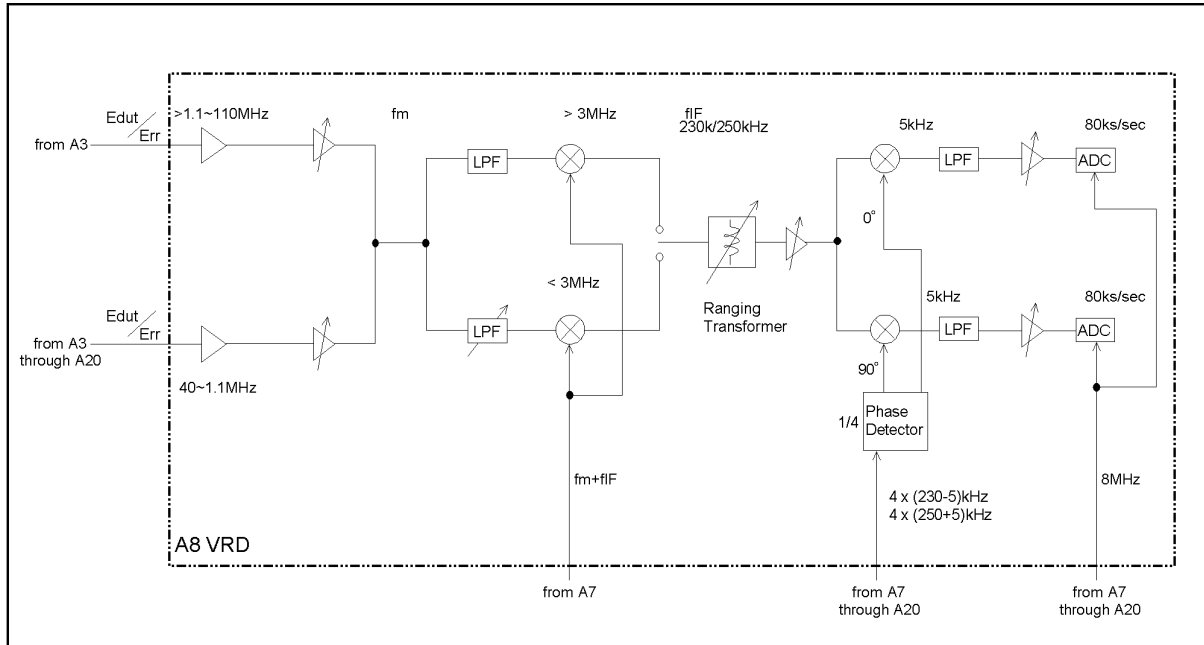 Edut
Err
>1.1~110MHz
fm
> 3MHz
fIF
230k/250kHz
5kHz
80ks/sec
from A3
LPF
LPF
ADC
0°
< 3MHz
Ranging
Transformer
5kHz
80ks/sec
Edut
Err
LPF
LPF
ADC
from A3
through A20
90°
40~1.1MHz
1/4
Phase
Detector
fm+fIF
8MHz
4 x (230-5)kHz
4 x (250+5)kHz
A8 VRD
from A7
from A7
through A20
from A7
through A20